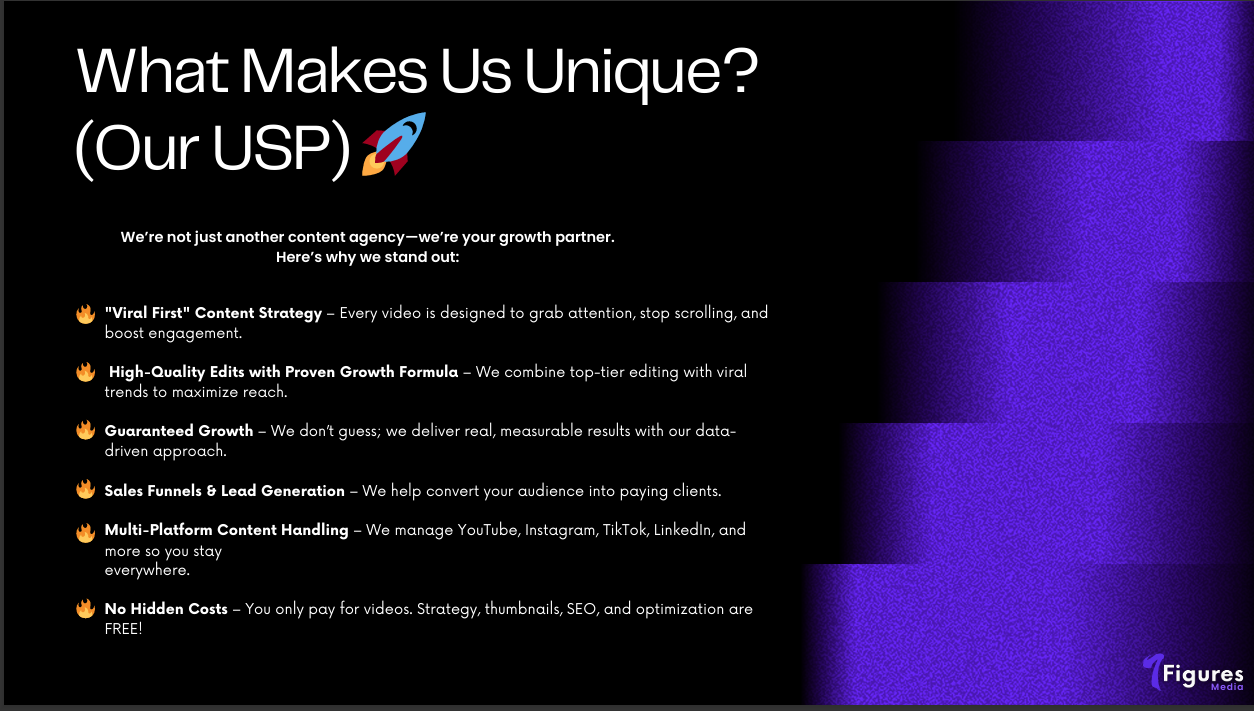 What Makes Us Unique?
(Our USP)🚀
We’re not just another content agency—we’re your growth partner.
Here’s why we stand out:
🔥 "Viral First" Content Strategy – Every video is designed to grab attention, stop scrolling, and
boost engagement.
🔥 High-Quality Edits with Proven Growth Formula – We combine top-tier editing with viral
trends to maximize reach.
🔥 Guaranteed Growth – We don’t guess; we deliver real, measurable results with our data-
driven approach.
🔥 Sales Funnels & Lead Generation – We help convert your audience into paying clients.
🔥 Multi-Platform Content Handling – We manage YouTube, Instagram, TikTok, LinkedIn, and
more so you stay
everywhere.
🔥 No Hidden Costs – You only pay for videos. Strategy, thumbnails, SEO, and optimization are
FREE!
7Figures
Media